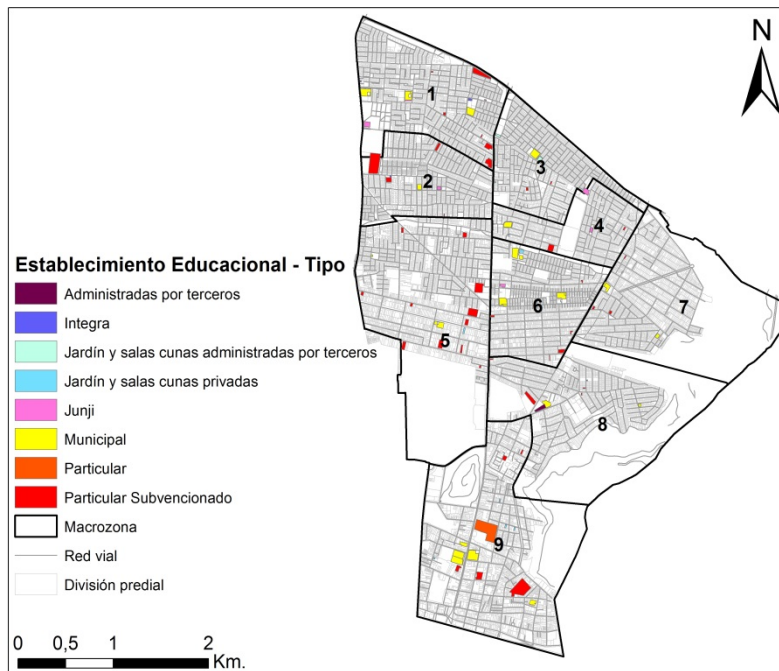 N
1
2
3
4
5
6
7
8
9
Establecimiento Educacional - Tipo
Administradas por terceros
Integra
Jardín y salas cunas administradas por terceros
Jardín y salas cunas privadas
Junji
Municipal
Particular
Particular Subvencionado
Macrozona
Red vial
División predial
0 0,5 1 2
Km.